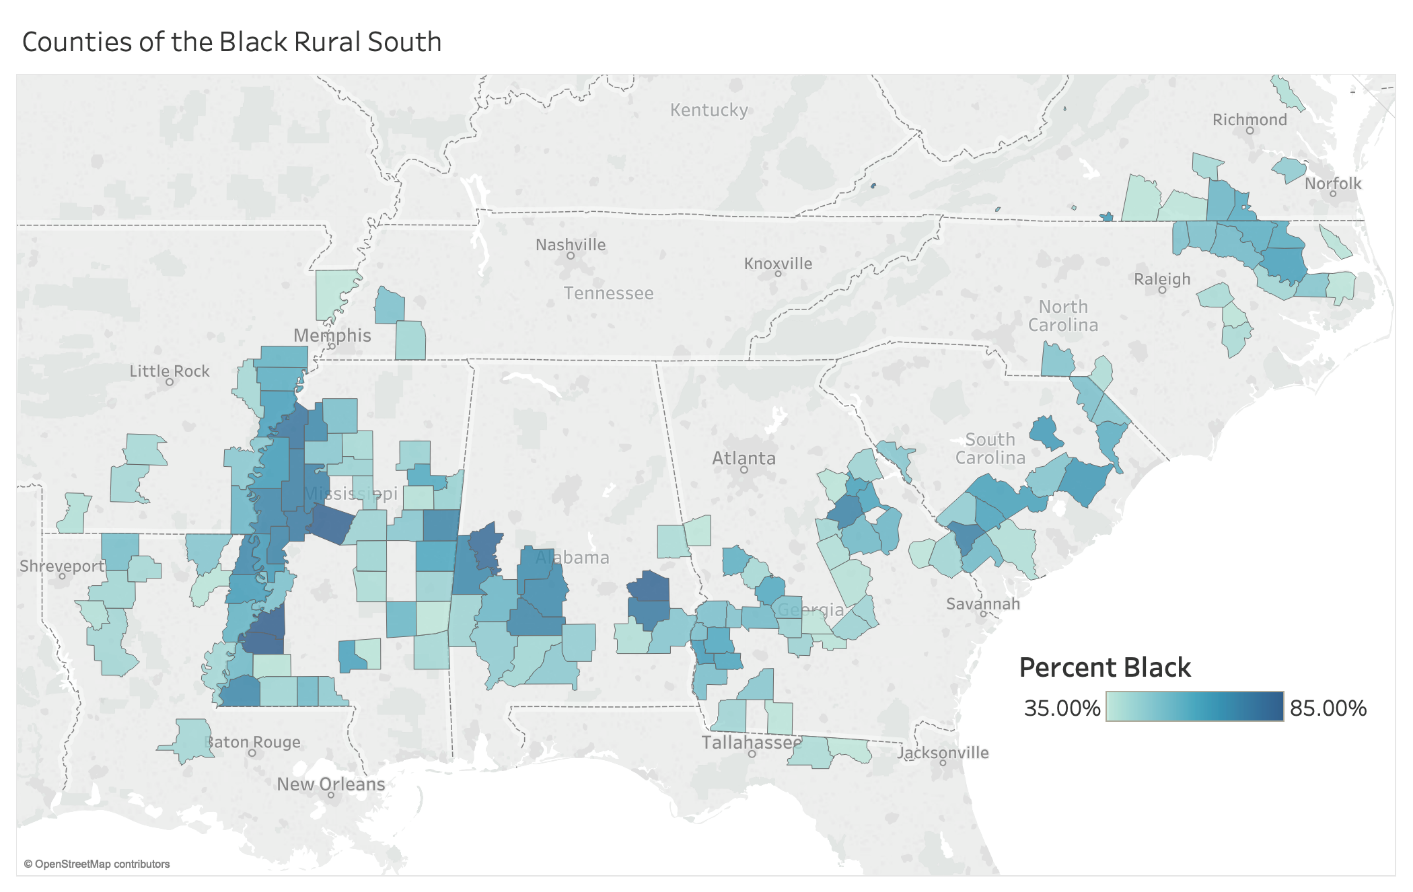 Counties of the Black Rural South
Kentucky
Richmond
Norfolk
Nashville
Knoxville
Tennessee
Raleigh
North
Carolina
Memphis
Little Rock
Atlanta
South
Carolina
Mississippi
Shreveport
Alabama
Georgia
Savannah
Percent Black
35.00%
85.00%
Baton Rouge
Tallahassee
Jacksonville
New Orleans
© OpenStreetMap contributors